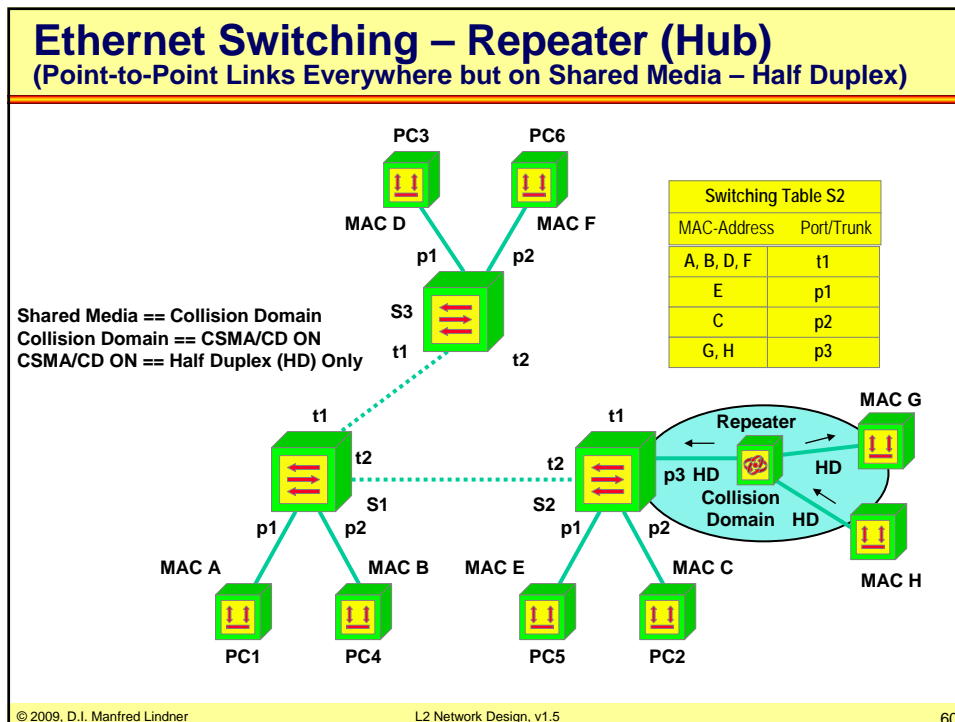 Ethernet Switching – Repeater (Hub)
(Point-to-Point Links Everywhere but on Shared Media – Half Duplex)
PC3
PC6
MAC D
MAC F
p1
p2
S3
t1
t2
Switching Table S2
MAC-Address Port/Trunk
A, B, D, F t1
E p1
C p2
G, H p3
Shared Media == Collision Domain
Collision Domain == CSMA/CD ON
CSMA/CD ON == Half Duplex (HD) Only
t1
t2
S1
p1
p2
t1
t2
S2
p1
p2
p3 HD
Repeater
HD
Collision
Domain
HD
MAC G
MAC H
MAC A
MAC B
MAC E
MAC C
PC1
PC4
PC5
PC2
© 2009, D.I. Manfred Lindner
L2 Network Design, v1.5
60